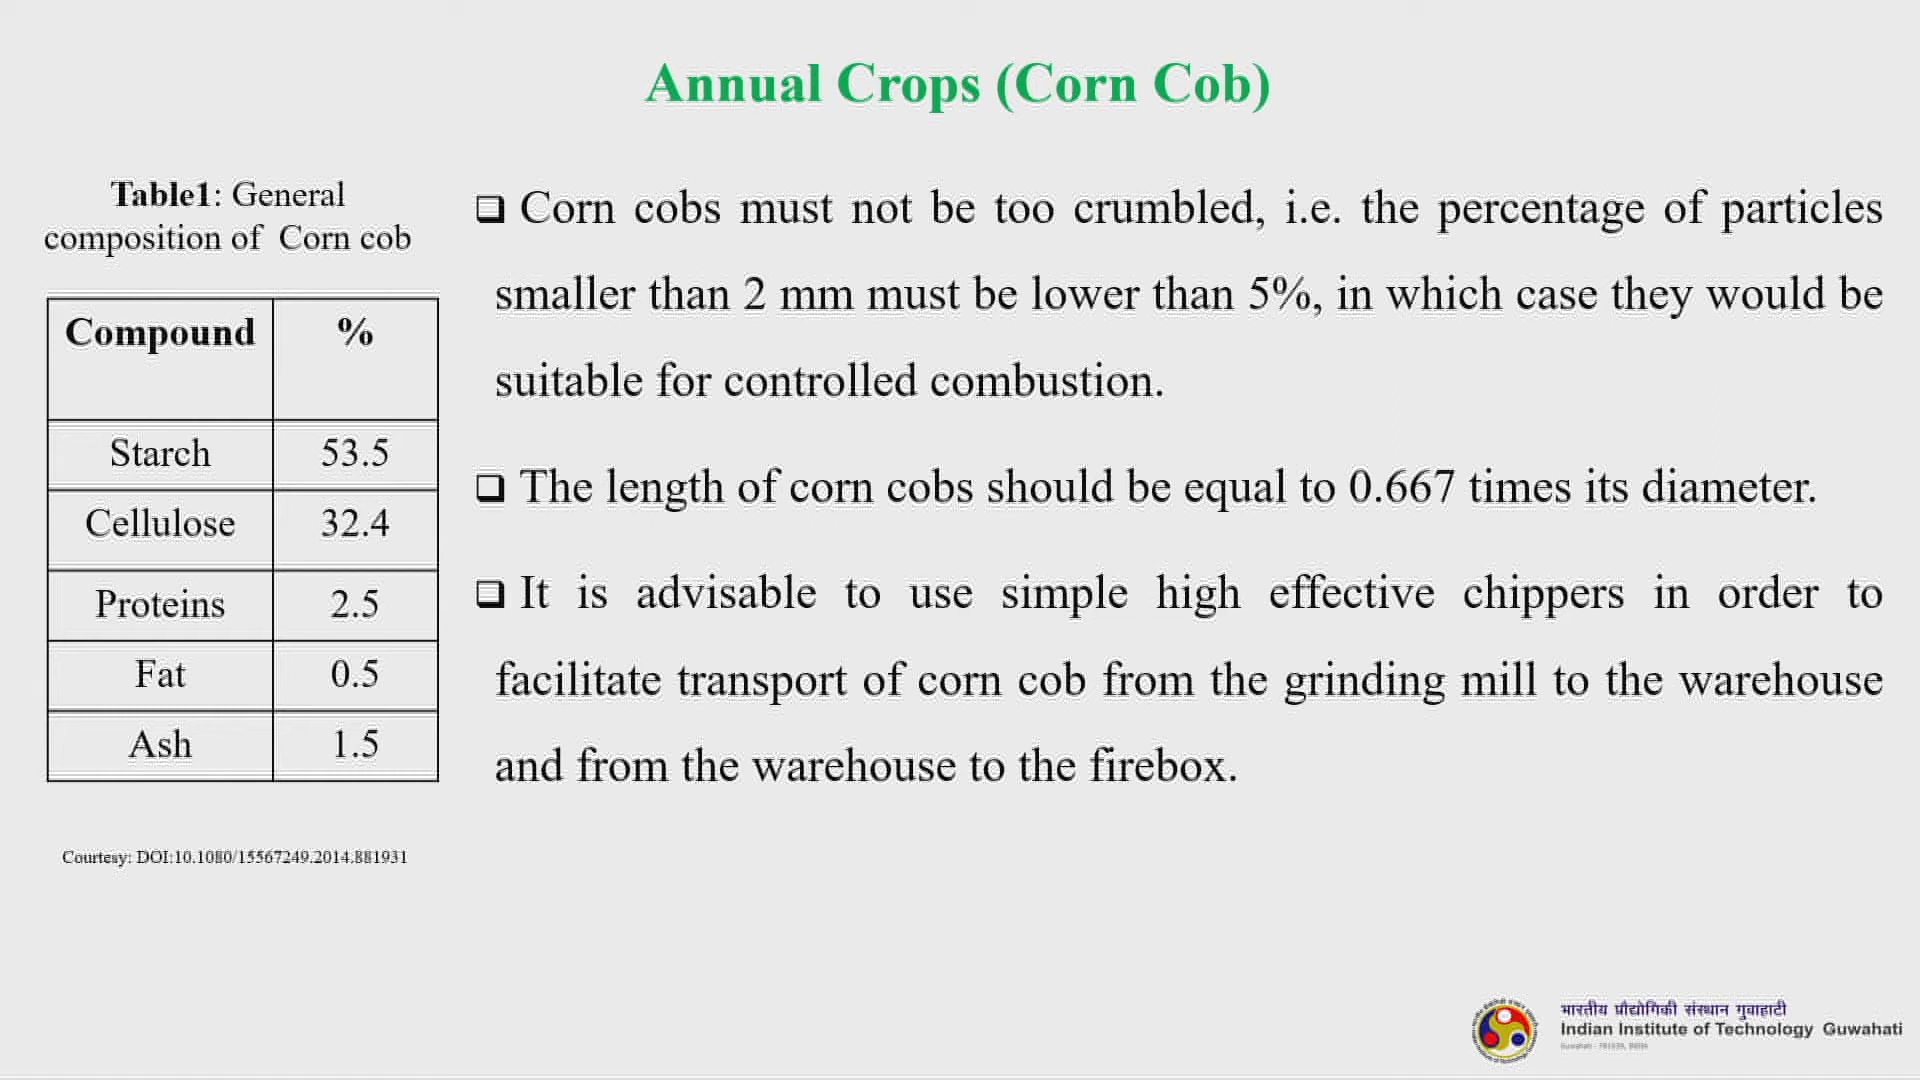 Annual Crops (Corn Cob)
Table1: General
composition of Corn cob
Compound %
Starch 53.5
Cellulose 32.4
Proteins 2.5
Fat 0.5
Ash 1.5
Courtesy: DOI:10.1080/15567249.2014.881931
❑ Corn cobs must not be too crumbled, i.e. the percentage of particles
smaller than 2 mm must be lower than 5%, in which case they would be
suitable for controlled combustion.
❑ The length of corn cobs should be equal to 0.667 times its diameter.
❑ It is advisable to use simple high effective chippers in order to
facilitate transport of corn cob from the grinding mill to the warehouse
and from the warehouse to the firebox.
भारतीय प्रौद्योगिकी संस्थान गुवाहाटी
Indian Institute of Technology Guwahati